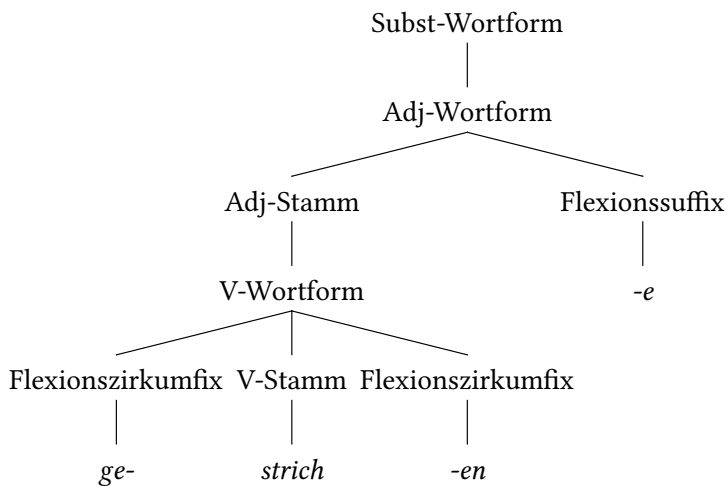 Subst-Wortform
Adj-Wortform
Adj-Stamm Flexionssuffix
V-Wortform -e
Flexionszirkumfix V-Stamm Flexionszirkumfix
ge- strich -en